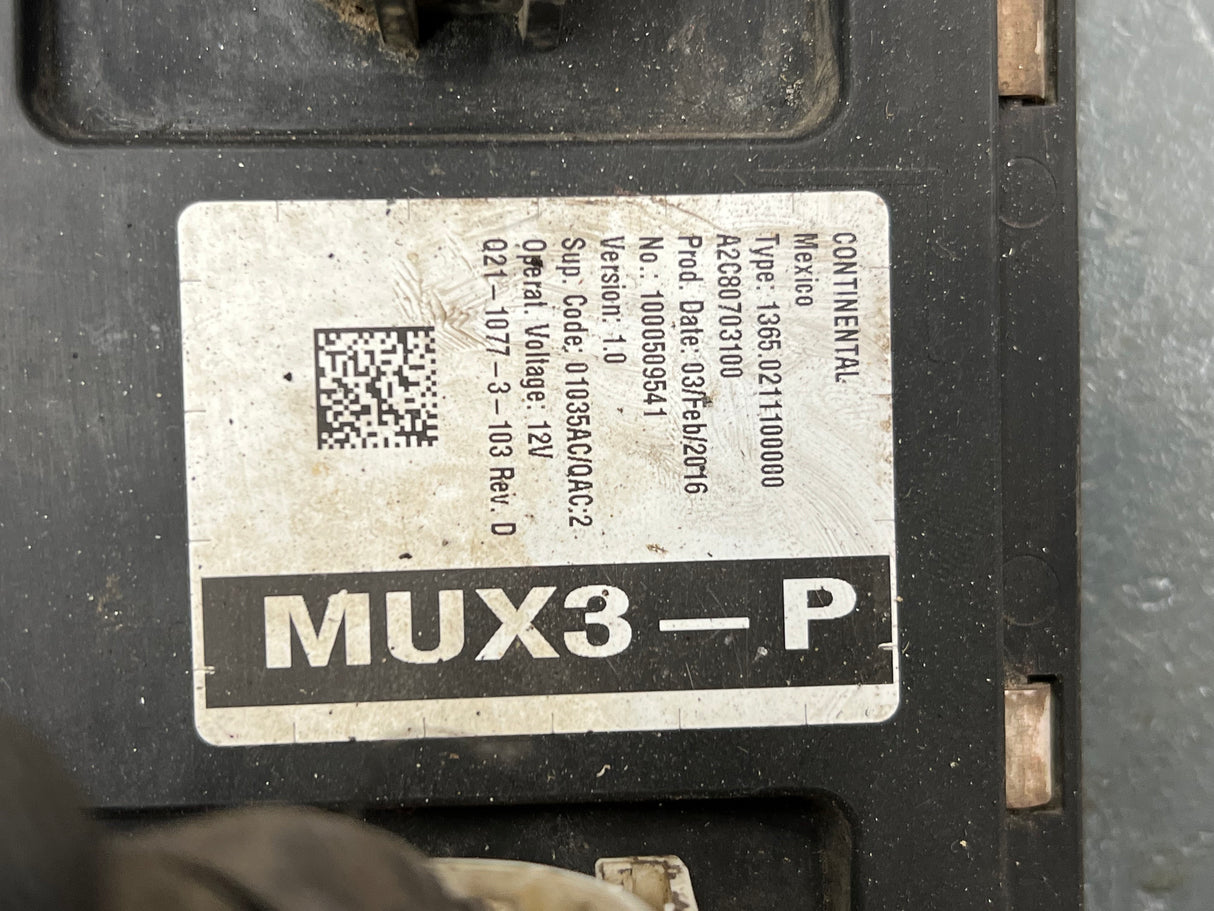 CONTINENTAL
Mexico
Type: 1365.0211100000
A2C80703100
Prod. Date: 03/Feb/2016
No.: 1000509541
Version: 1.0
Sup. Code: 01035AC/QAC:2
Operat. Voltage: 12V
Q21-1077-3-103 Rev. D
MUX3-P